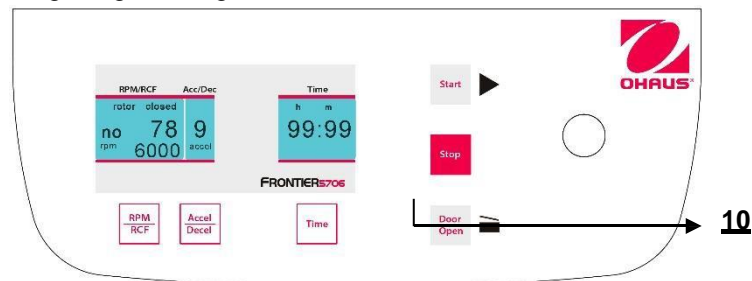 OHAUS
RPM/RCF Acc/Dec Time
rotor closed
no 78 9
rpm 6000 accel
h m
99:99
FRONTIER5706
RPM
RCF
Accel
Decel
Time
Start
Stop
Door
Open
10